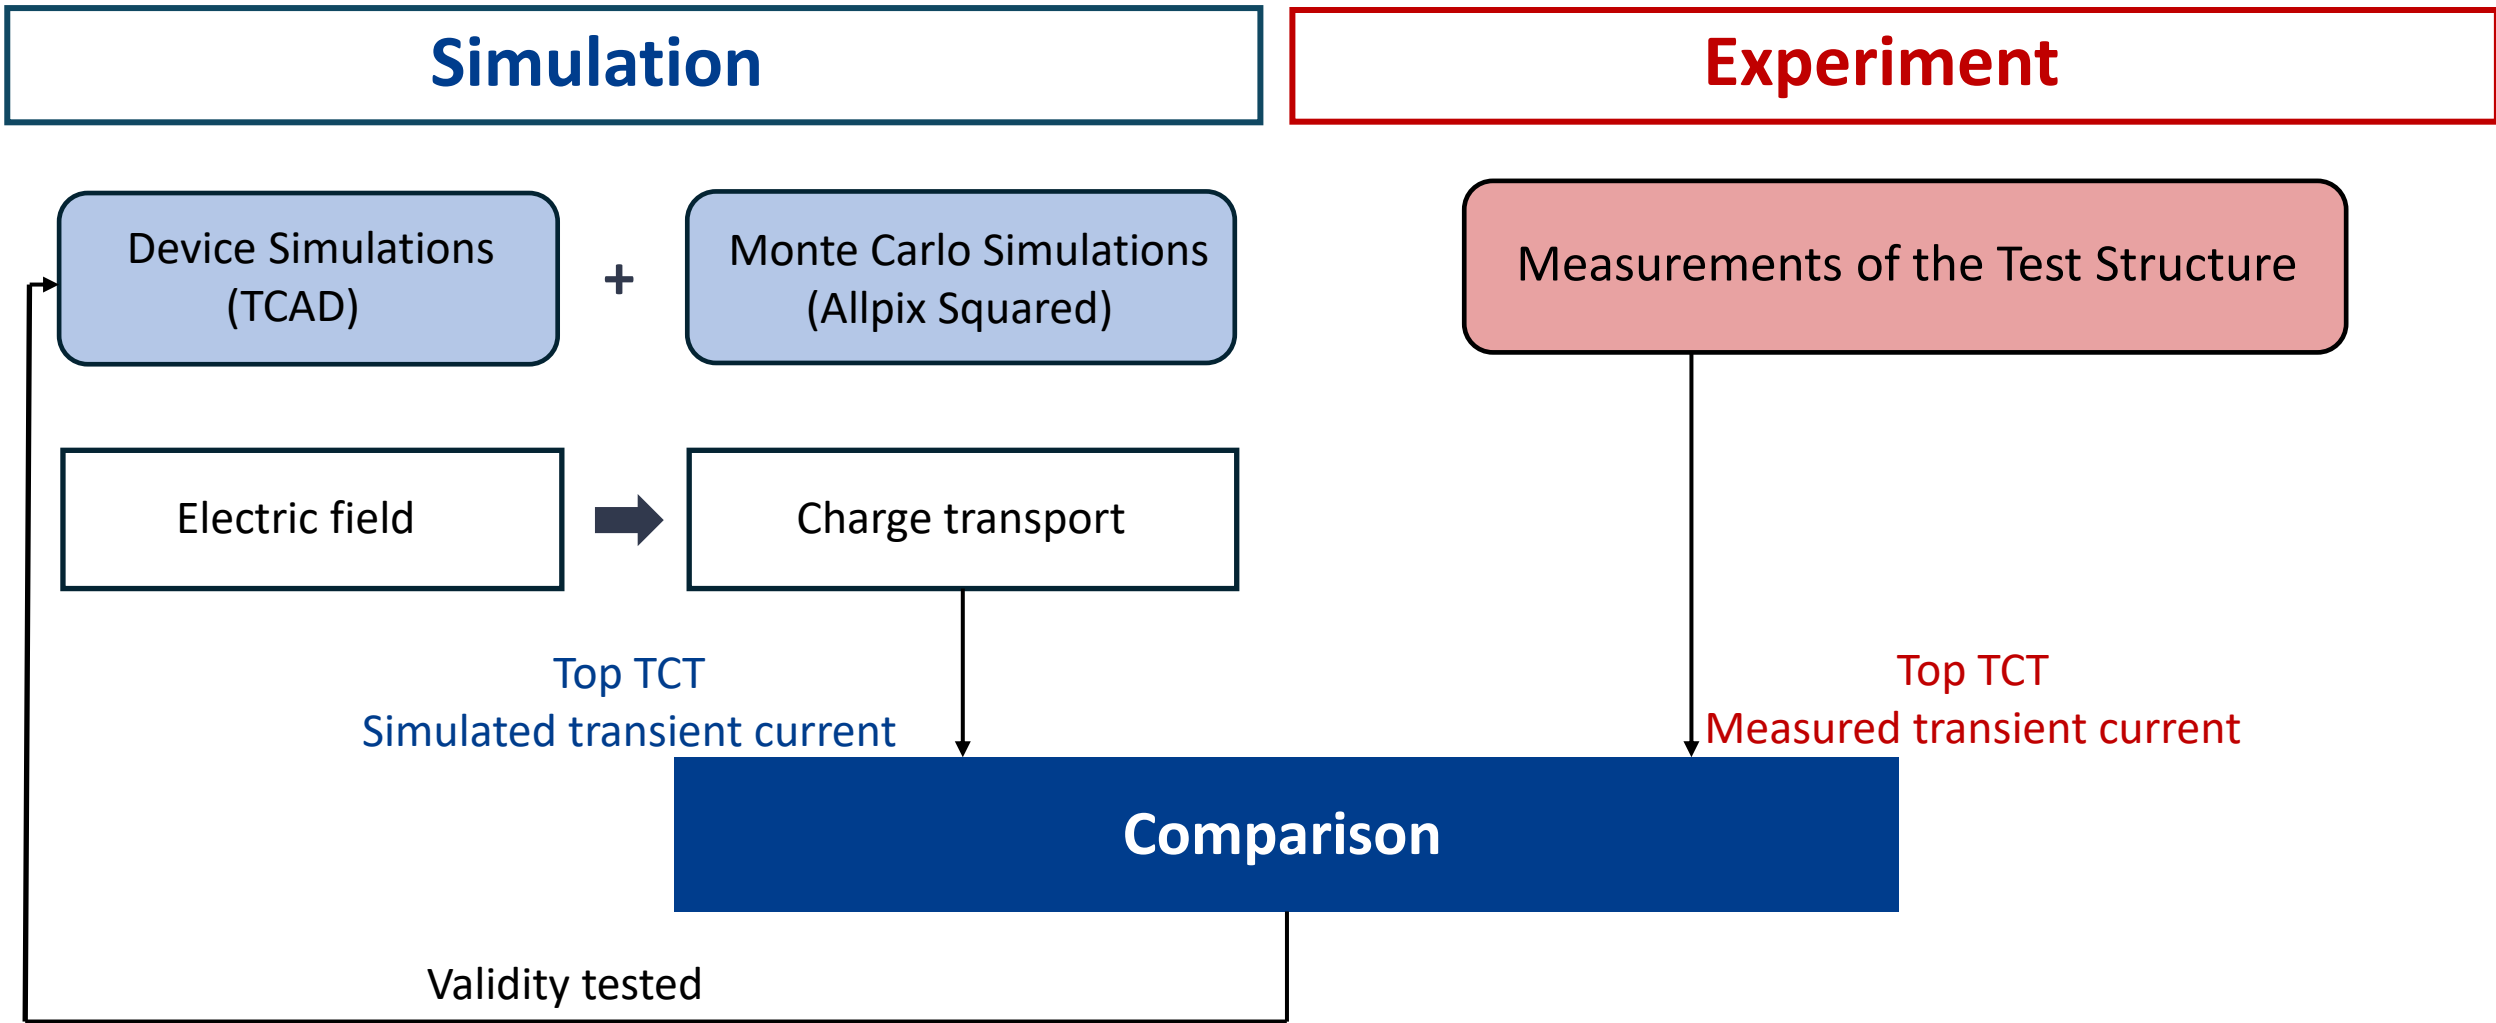 Simulation
Experiment
Device Simulations
(TCAD)
+
Monte Carlo Simulations
(Allpix Squared)
Measurements of the Test Structure
Electric field
Charge transport
Top TCT
Simulated transient current
Top TCT
Measured transient current
Comparison
Validity tested